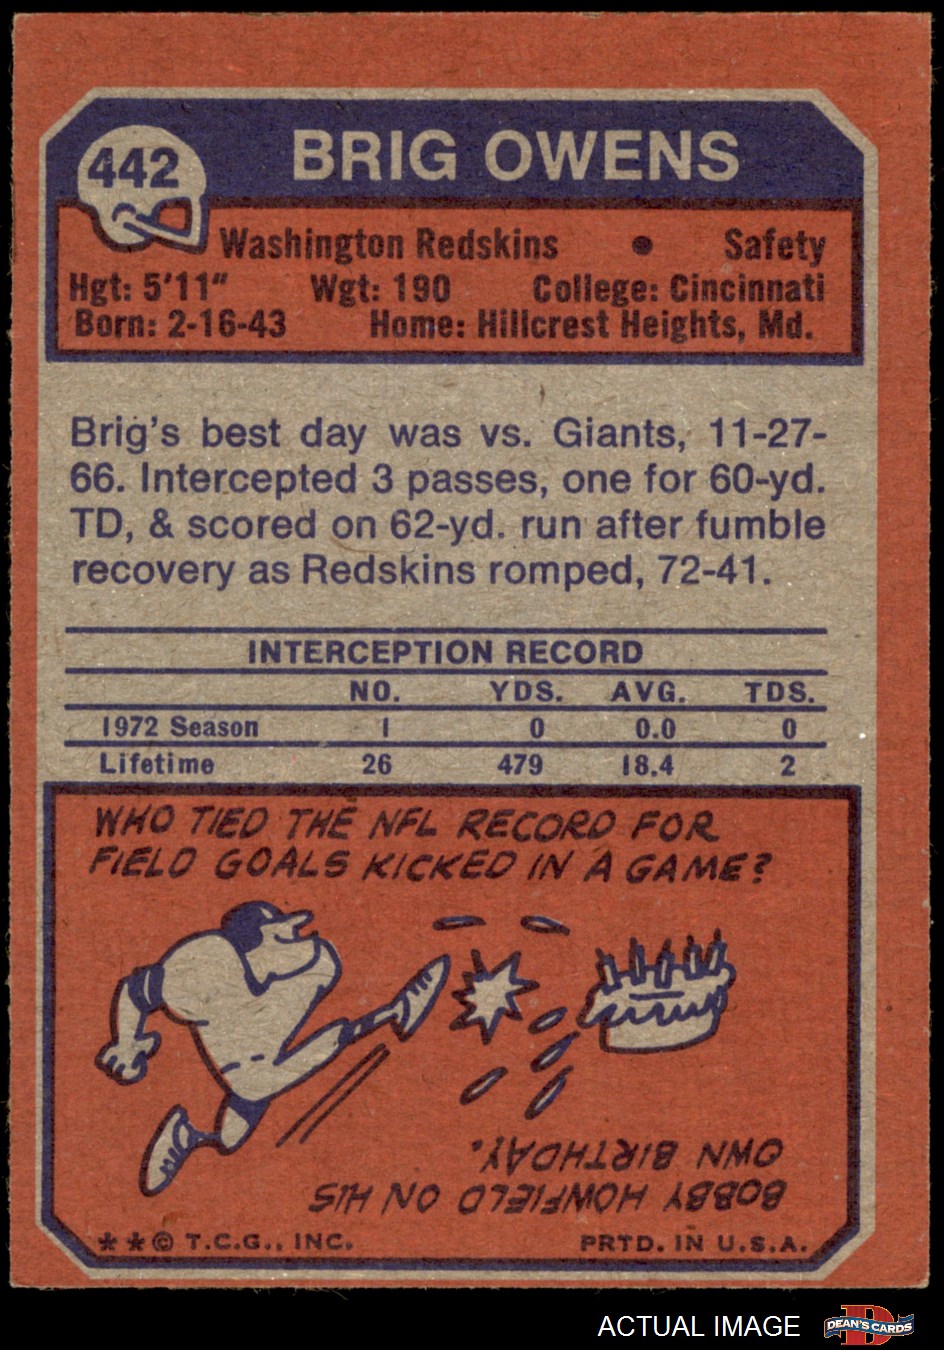 442
BRIG OWENS
Washington Redskins • Safety
Hgt: 5'11" Wgt: 190 College: Cincinnati
Born: 2-16-43 Home: Hillcrest Heights, Md.
Brig's best day was vs. Giants, 11-27-
66. Intercepted 3 passes, one for 60-yd.
TD, & scored on 62-yd. run after fumble
recovery as Redskins romped, 72-41.
INTERCEPTION RECORD
NO. YDS. AVG. TDS.
1972 Season 1 0 0.0 0
Lifetime 26 479 18.4 2
WHO TIED THE NFL RECORD FOR
FIELD GOALS KICKED IN A GAME?
BOBBY HOWFIELD ON HIS
OWN BIRTHDAY.
* * © T.C.G., INC. PRTD. IN U.S.A.
ACTUAL IMAGE DEAN'S CARDS